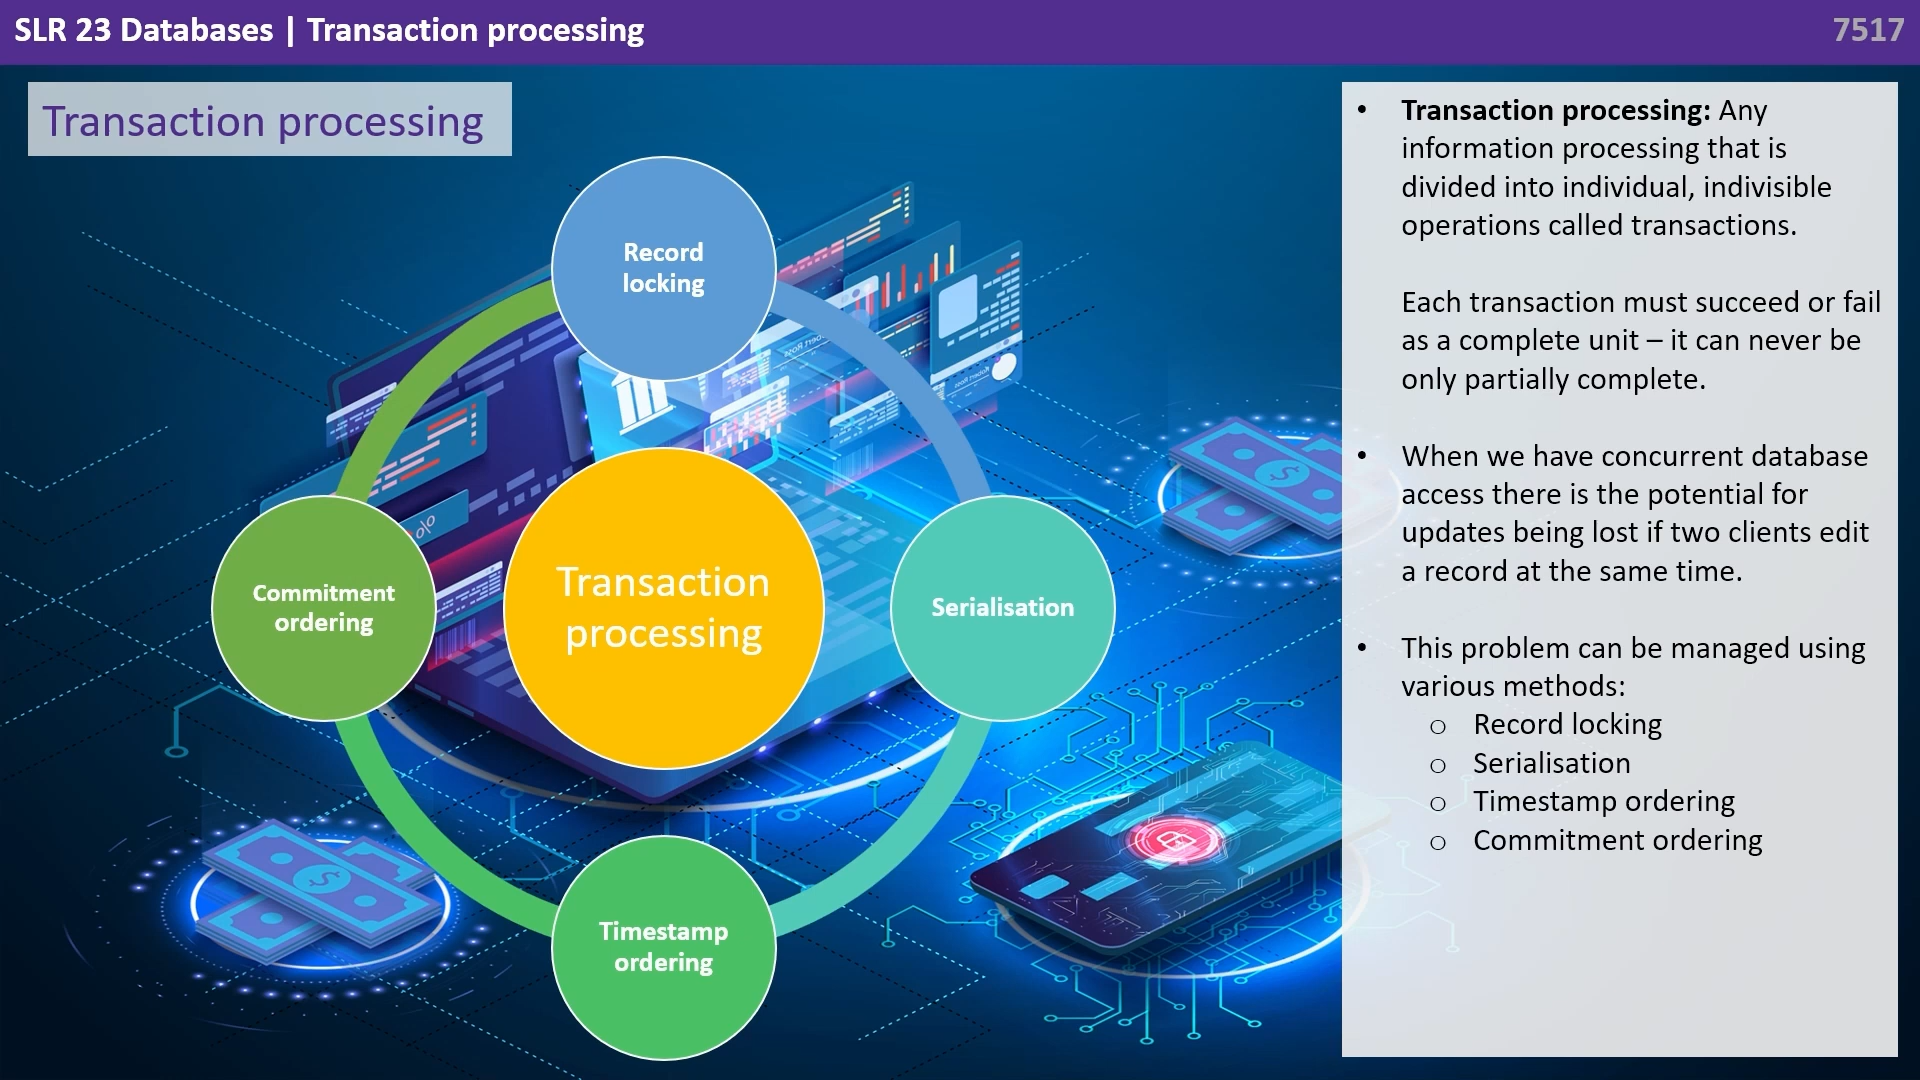 SLR 23 Databases | Transaction processing
7517
Transaction processing
Record
locking
Commitment
ordering
Transaction
processing
Serialisation
Timestamp
ordering
• Transaction processing: Any
information processing that is
divided into individual, indivisible
operations called transactions.
Each transaction must succeed or fail
as a complete unit – it can never be
only partially complete.
• When we have concurrent database
access there is the potential for
updates being lost if two clients edit
a record at the same time.
• This problem can be managed using
various methods:
o Record locking
o Serialisation
o Timestamp ordering
o Commitment ordering